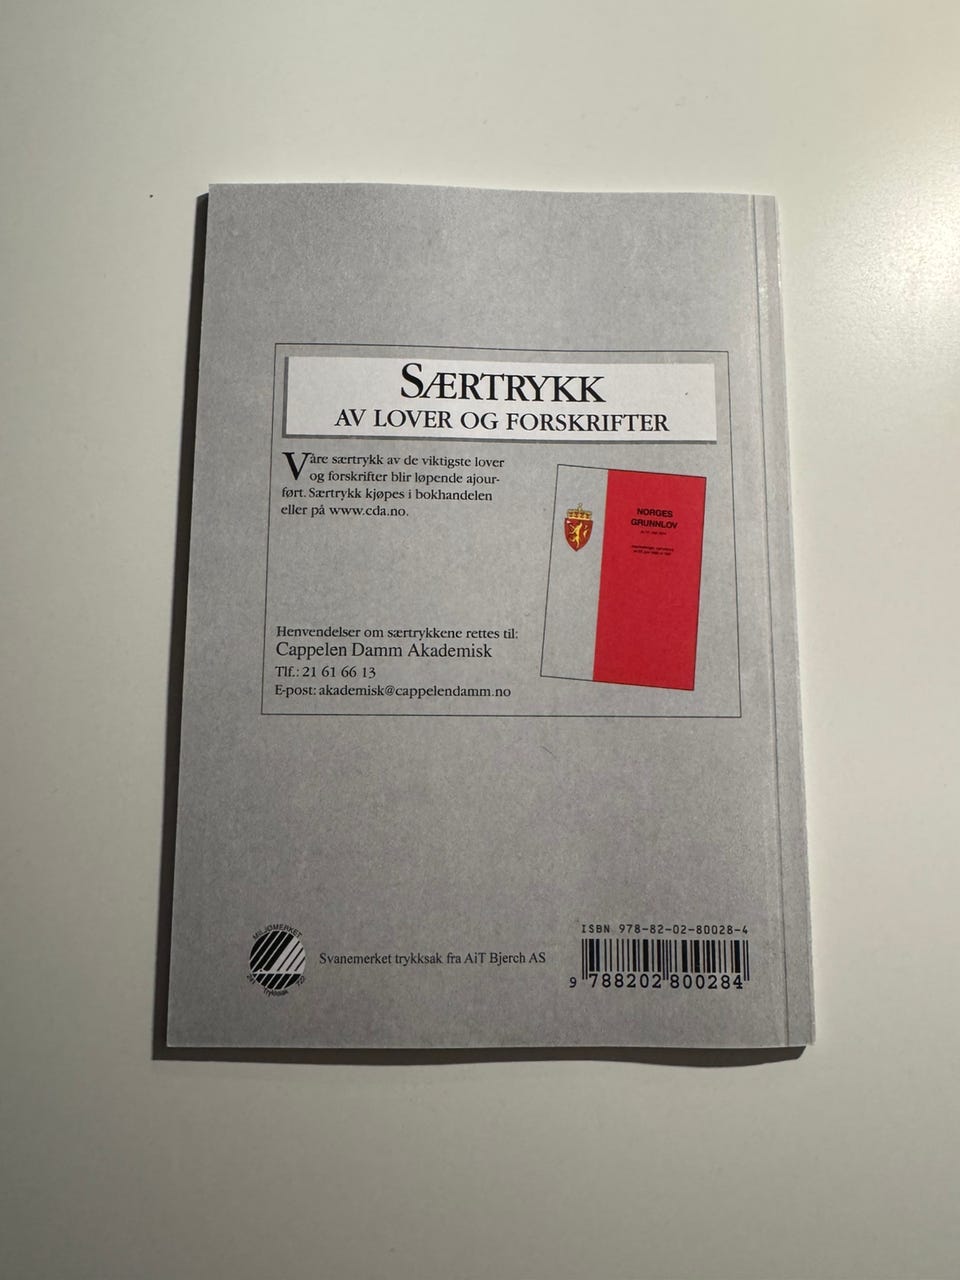 SÆRTRYKK
AV LOVER OG FORSKRIFTER
Våre særtrykk av de viktigste lover
og forskrifter blir løpende ajour-
ført. Særtrykk kjøpes i bokhandelen
eller på www.cda.no.
NORGES
GRUNNLOV
Henvendelser om særtrykkene rettes til:
Cappelen Damm Akademisk
Tlf.: 21 61 66 13
E-post: akademisk@cappelendamm.no
MILJØMERKET
Trykksak
Svanemerket trykksak fra AiT Bjerch AS
ISBN 978-82-02-80028-4
9 788202 800284